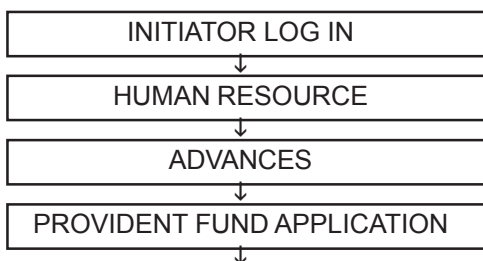 INITIATOR LOG IN
↓
HUMAN RESOURCE
↓
ADVANCES
↓
PROVIDENT FUND APPLICATION
↓